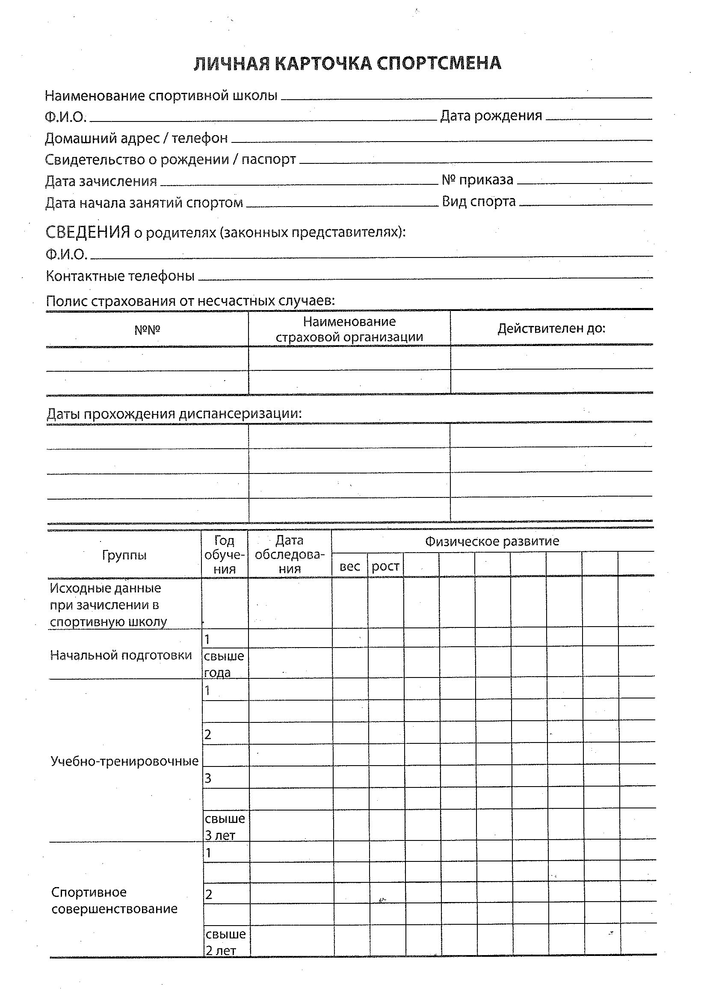 ЛИЧНАЯ КАРТОЧКА СПОРТСМЕНА
Наименование спортивной школы
Ф.И.О. Дата рождения
Домашний адрес / телефон
Свидетельство о рождении / паспорт
Дата зачисления № приказа
Дата начала занятий спортом Вид спорта
СВЕДЕНИЯ о родителях (законных представителях):
Ф.И.О.
Контактные телефоны
Полис страхования от несчастных случаев:
№№
Наименование
страховой организации
Действителен до:
Даты прохождения диспансеризации:
Группы
Год
обуче-
ния
Дата
обследова-
ния
Физическое развитие
вес рост
Исходные данные
при зачислении в
спортивную школу
Начальной подготовки
1
свыше
года
Учебно-тренировочные
1
2
3
свыше
3 лет
Спортивное
совершенствование
1
2
свыше
2 лет